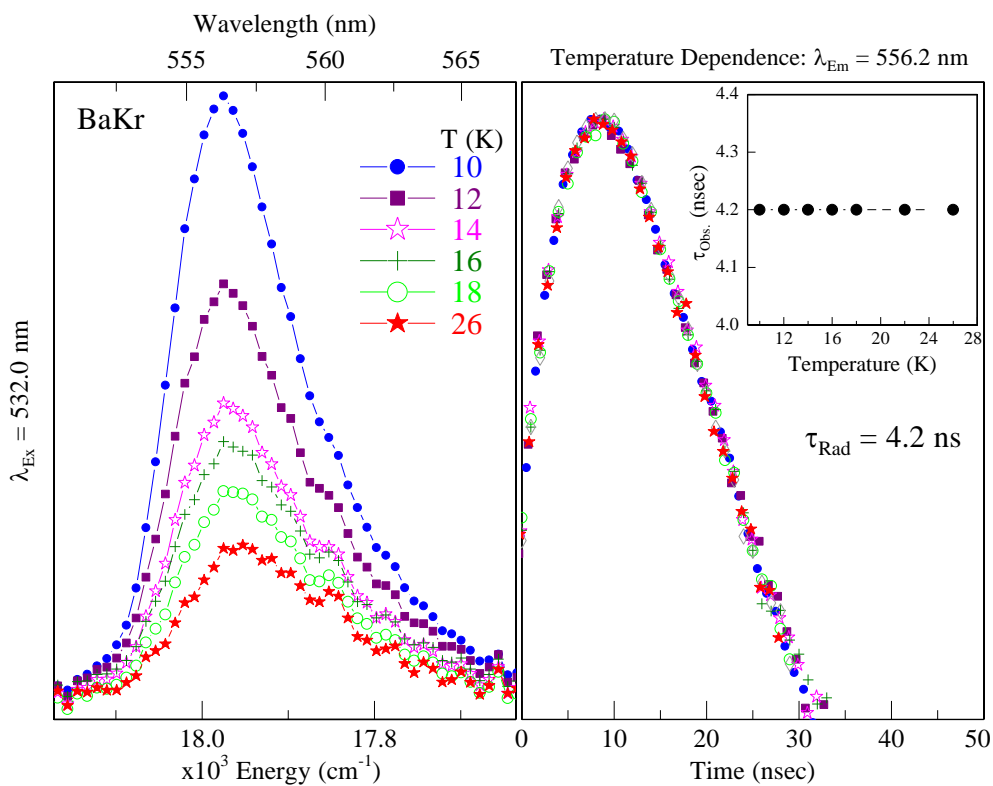 Wavelength (nm)
555 560 565
BaKr
T (K)
10
12
14
16
18
26
λEx = 532.0 nm
18.0 17.8
x10³ Energy (cm⁻¹)
Temperature Dependence: λEm = 556.2 nm
4.4
4.3
4.2
4.1
4.0
τObs. (nsec)
12 16 20 24 28
Temperature (K)
τRad = 4.2 ns
0 10 20 30 40 50
Time (nsec)